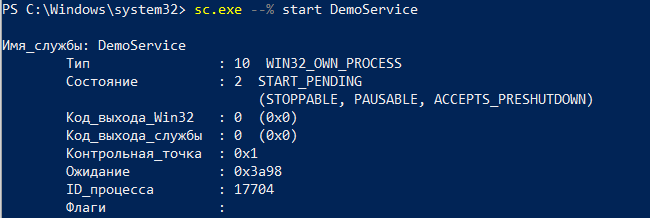 PS C:\Windows\system32> sc.exe --% start DemoService
Имя_службы: DemoService
Тип : 10 WIN32_OWN_PROCESS
Состояние : 2 START_PENDING
(STOPPABLE, PAUSABLE, ACCEPTS_PRESHUTDOWN)
Код_выхода_Win32 : 0 (0x0)
Код_выхода_службы : 0 (0x0)
Контрольная_точка : 0x1
Ожидание : 0x3a98
ID_процесса : 17704
Флаги :